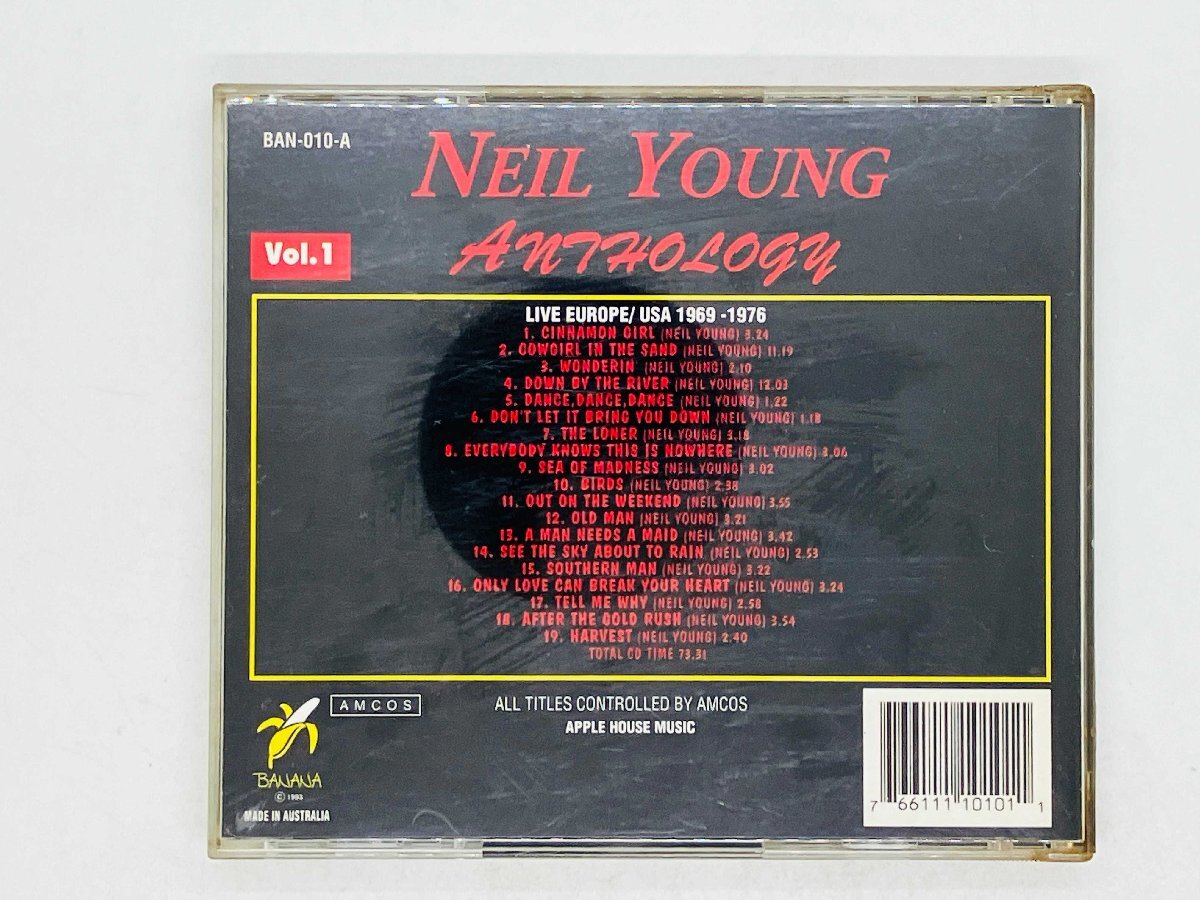 BAN-010-A
NEIL YOUNG
ANTHOLOGY
Vol.1
LIVE EUROPE/ USA 1969 -1976
1. CINNAMON GIRL (NEIL YOUNG) 3.24
2. COWGIRL IN THE SAND (NEIL YOUNG) 11.19
3. WONDERIN (NEIL YOUNG) 2.10
4. DOWN BY THE RIVER (NEIL YOUNG) 12.03
5. DANCE,DANCE,DANCE (NEIL YOUNG) 1.22
6. DON'T LET IT BRING YOU DOWN (NEIL YOUNG) 1.18
7. THE LONER (NEIL YOUNG) 3.18
8. EVERYBODY KNOWS THIS IS NOWHERE (NEIL YOUNG) 3.06
9. SEA OF MADNESS (NEIL YOUNG) 3.02
10. BIRDS (NEIL YOUNG) 2.38
11. OUT ON THE WEEKEND (NEIL YOUNG) 3.55
12. OLD MAN (NEIL YOUNG) 3.21
13. A MAN NEEDS A MAID (NEIL YOUNG) 3.42
14. SEE THE SKY ABOUT TO RAIN (NEIL YOUNG) 2.53
15. SOUTHERN MAN (NEIL YOUNG) 3.22
16. ONLY LOVE CAN BREAK YOUR HEART (NEIL YOUNG) 3.24
17. TELL ME WHY (NEIL YOUNG) 2.58
18. AFTER THE GOLD RUSH (NEIL YOUNG) 3.54
19. HARVEST (NEIL YOUNG) 2.40
TOTAL CD TIME 73.31
AMCOS
ALL TITLES CONTROLLED BY AMCOS
APPLE HOUSE MUSIC
BANANA
© 1993
MADE IN AUSTRALIA
7 66111 10101 1